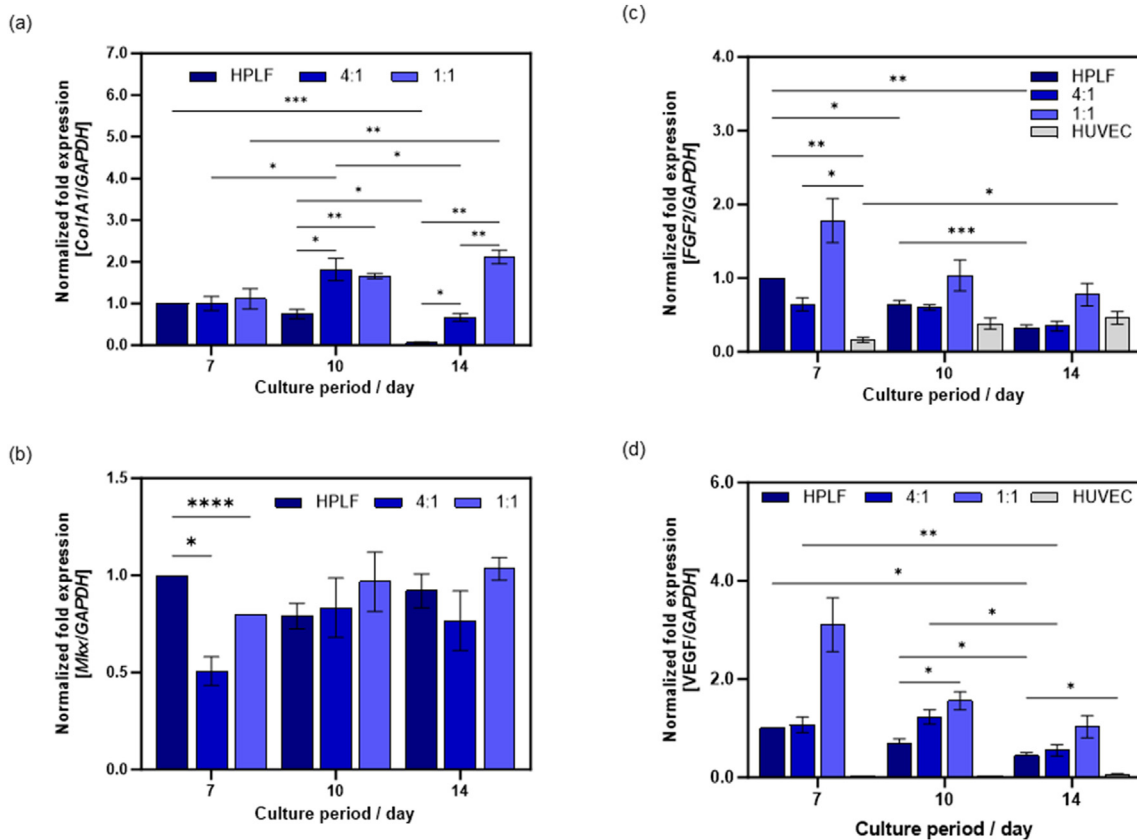 (a)
Normalized fold expression
[Col1A1/GAPDH]
7.0
6.0
5.0
4.0
3.0
2.0
1.0
0.0
HPLF 4:1 1:1
***
**
*
*
*
**
**
*
**
*
7 10 14
Culture period / day
(b)
Normalized fold expression
[Mkx/GAPDH]
1.5
1.0
0.5
0.0
HPLF 4:1 1:1
****
*
7 10 14
Culture period / day
(c)
Normalized fold expression
[FGF2/GAPDH]
4.0
3.0
2.0
1.0
0.0
HPLF
4:1
1:1
HUVEC
**
*
**
*
*
***
7 10 14
Culture period / day
(d)
Normalized fold expression
[VEGF/GAPDH]
6.0
4.0
2.0
0.0
HPLF 4:1 1:1 HUVEC
**
*
*
*
*
*
7 10 14
Culture period / day